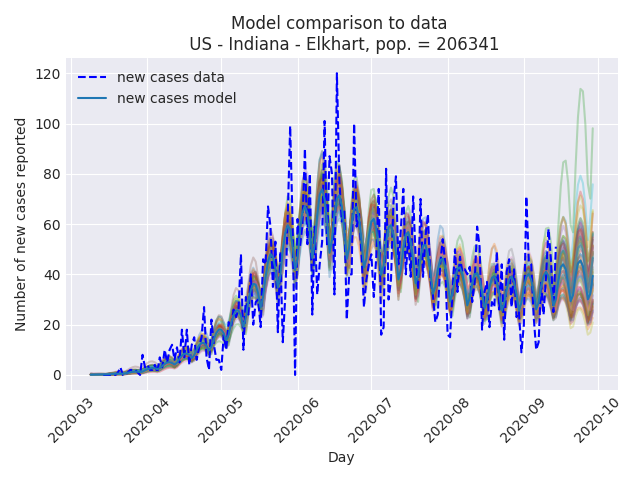 Model comparison to data
US - Indiana - Elkhart, pop. = 206341
new cases data
new cases model
Number of new cases reported
120
100
80
60
40
20
0
2020-03
2020-04
2020-05
2020-06
2020-07
2020-08
2020-09
2020-10
Day